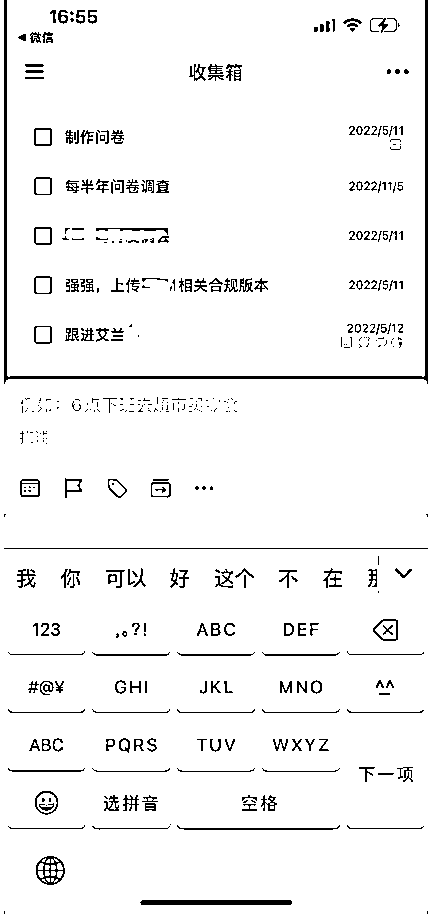 16:55
微信
收集箱
制作问卷
2022/5/11
每半年问卷调查
2022/11/5
2022/5/11
强强，上传 相关合规版本
2022/5/11
跟进艾兰
2022/5/12
例如：6点下班去超市买沙拉
描述
我 你 可以 好 这个 不 在 那
123 ,。?! ABC DEF
#@¥ GHI JKL MNO ^^
ABC PQRS TUV WXYZ
下一项
选拼音 空格